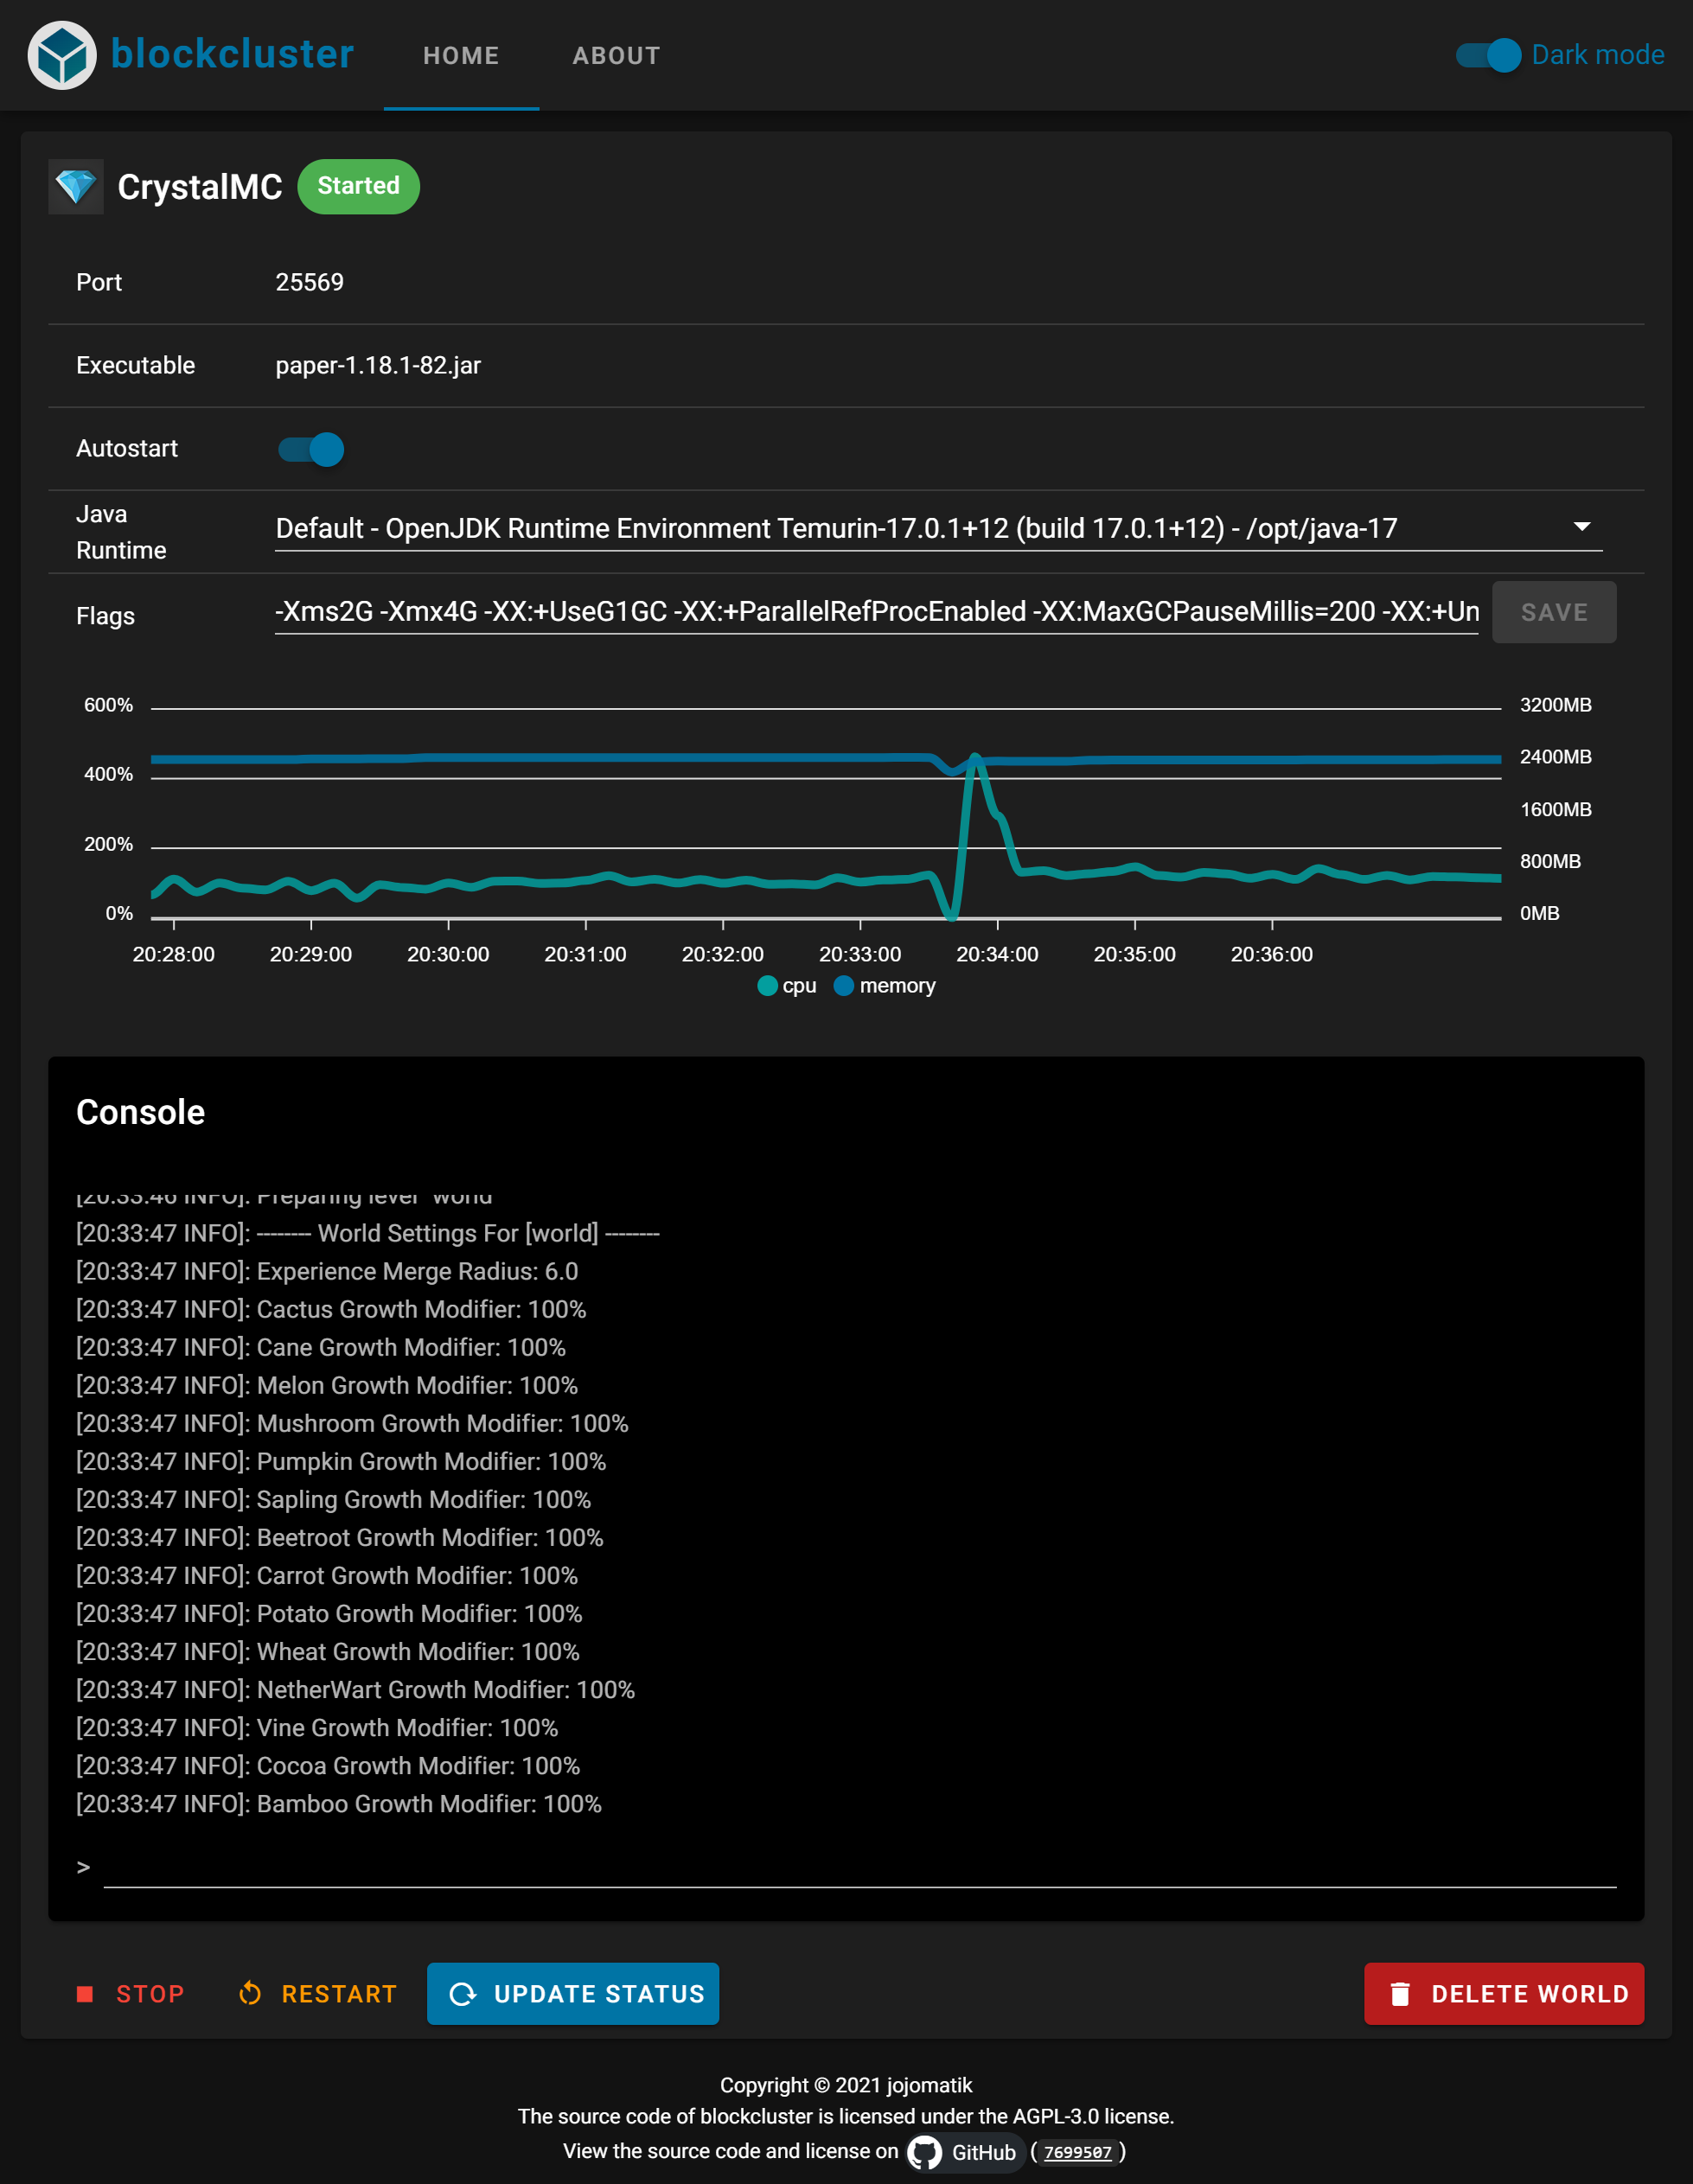 blockcluster HOME ABOUT Dark mode
CrystalMC Started
Port 25569
Executable paper-1.18.1-82.jar
Autostart
Java
Runtime
Default - OpenJDK Runtime Environment Temurin-17.0.1+12 (build 17.0.1+12) - /opt/java-17
Flags -Xms2G -Xmx4G -XX:+UseG1GC -XX:+ParallelRefProcEnabled -XX:MaxGCPauseMillis=200 -XX:+Un SAVE
600% 3200MB
2400MB
400%
1600MB
200%
800MB
0% 0MB
20:28:00 20:29:00 20:30:00 20:31:00 20:32:00 20:33:00 20:34:00 20:35:00 20:36:00
cpu memory
Console
[20:33:46 INFO]: Preparing level "world"
[20:33:47 INFO]: -------- World Settings For [world] --------
[20:33:47 INFO]: Experience Merge Radius: 6.0
[20:33:47 INFO]: Cactus Growth Modifier: 100%
[20:33:47 INFO]: Cane Growth Modifier: 100%
[20:33:47 INFO]: Melon Growth Modifier: 100%
[20:33:47 INFO]: Mushroom Growth Modifier: 100%
[20:33:47 INFO]: Pumpkin Growth Modifier: 100%
[20:33:47 INFO]: Sapling Growth Modifier: 100%
[20:33:47 INFO]: Beetroot Growth Modifier: 100%
[20:33:47 INFO]: Carrot Growth Modifier: 100%
[20:33:47 INFO]: Potato Growth Modifier: 100%
[20:33:47 INFO]: Wheat Growth Modifier: 100%
[20:33:47 INFO]: NetherWart Growth Modifier: 100%
[20:33:47 INFO]: Vine Growth Modifier: 100%
[20:33:47 INFO]: Cocoa Growth Modifier: 100%
[20:33:47 INFO]: Bamboo Growth Modifier: 100%
>
STOP RESTART UPDATE STATUS DELETE WORLD
Copyright © 2021 jojomatik
The source code of blockcluster is licensed under the AGPL-3.0 license.
View the source code and license on GitHub (7699507)